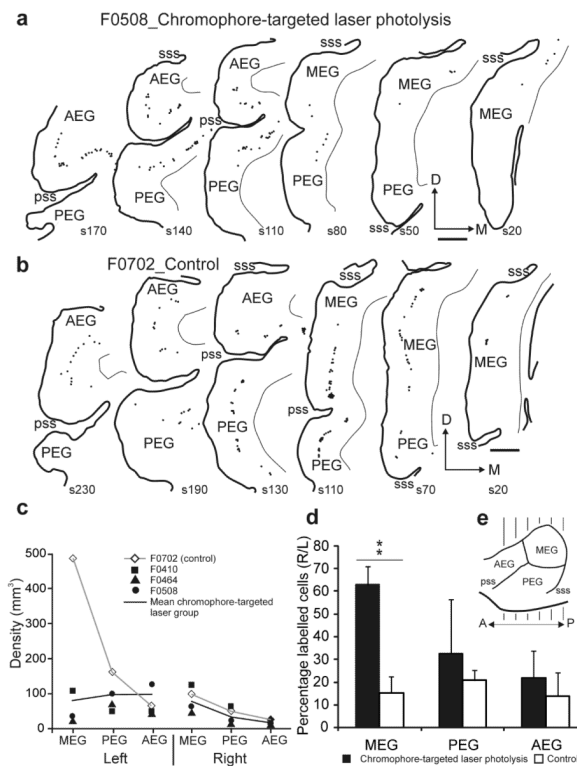 a
F0508_Chromophore-targeted laser photolysis
sss
AEG
AEG
sss
MEG
MEG
sss
MEG
AEG
pss
pss
PEG
PEG
PEG
PEG
s170
s140
s110
s80
sss
s50
D
M
s20
b
F0702_Control
AEG
AEG
sss
AEG
sss
MEG
MEG
sss
MEG
pss
PEG
PEG
pss
PEG
pss
PEG
PEG
sss
sss
D
M
s230
s190
s130
s110
s70
s20
c
Density (mm3)
500
400
300
200
100
0
F0702 (control)
F0410
F0464
F0508
Mean chromophore-targeted
laser group
MEG PEG AEG MEG PEG AEG
Left Right
d
Percentage labelled cells (R/L)
80
70
60
50
40
30
20
10
0
* *
MEG PEG AEG
Chromophore-targeted laser photolysis Control
e
AEG
MEG
PEG
pss
sss
A P